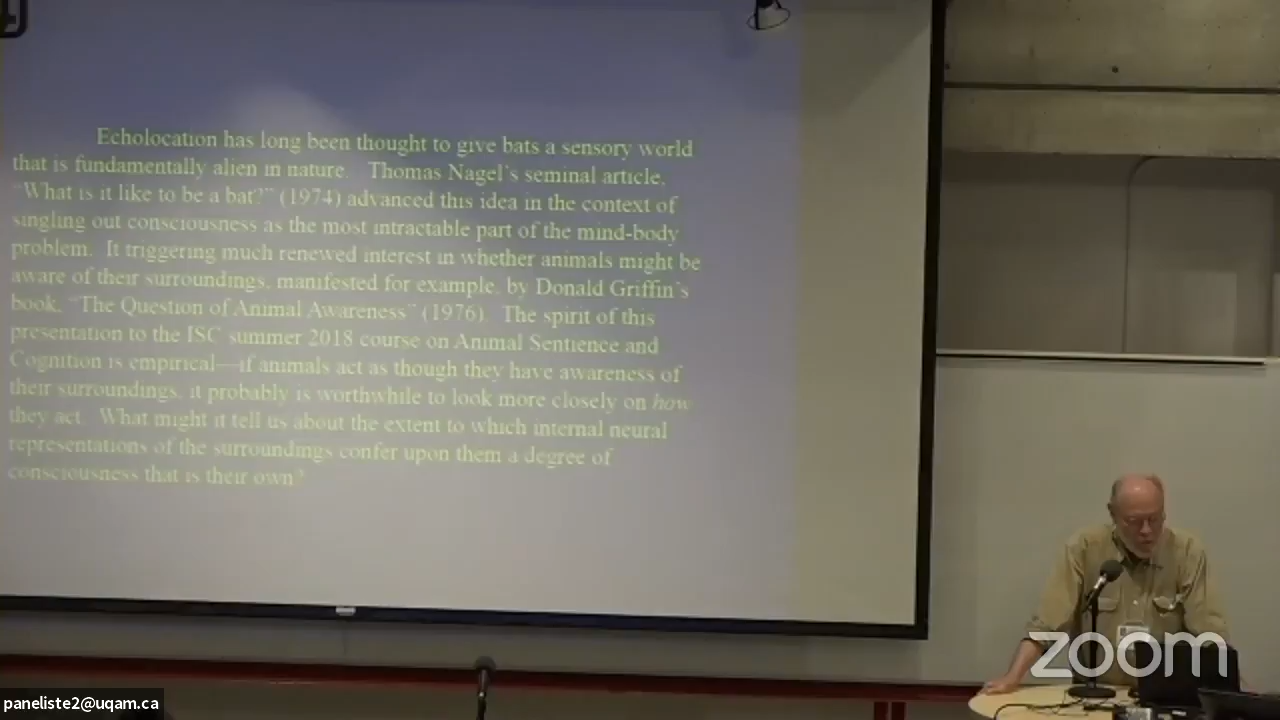 Echolocation has long been thought to give bats a sensory world
that is fundamentally alien in nature. Thomas Nagel's seminal article,
"What is it like to be a bat?" (1974) advanced this idea in the context of
singling out consciousness as the most intractable part of the mind-body
problem. It triggering much renewed interest in whether animals might be
aware of their surroundings, manifested for example, by Donald Griffin's
book, "The Question of Animal Awareness" (1976). The spirit of this
presentation to the ISC summer 2018 course on Animal Sentience and
Cognition is empirical—if animals act as though they have awareness of
their surroundings, it probably is worthwhile to look more closely on how
they act. What might it tell us about the extent to which internal neural
representations of the surroundings confer upon them a degree of
consciousness that is their own?
zoom
paneliste2@uqam.ca